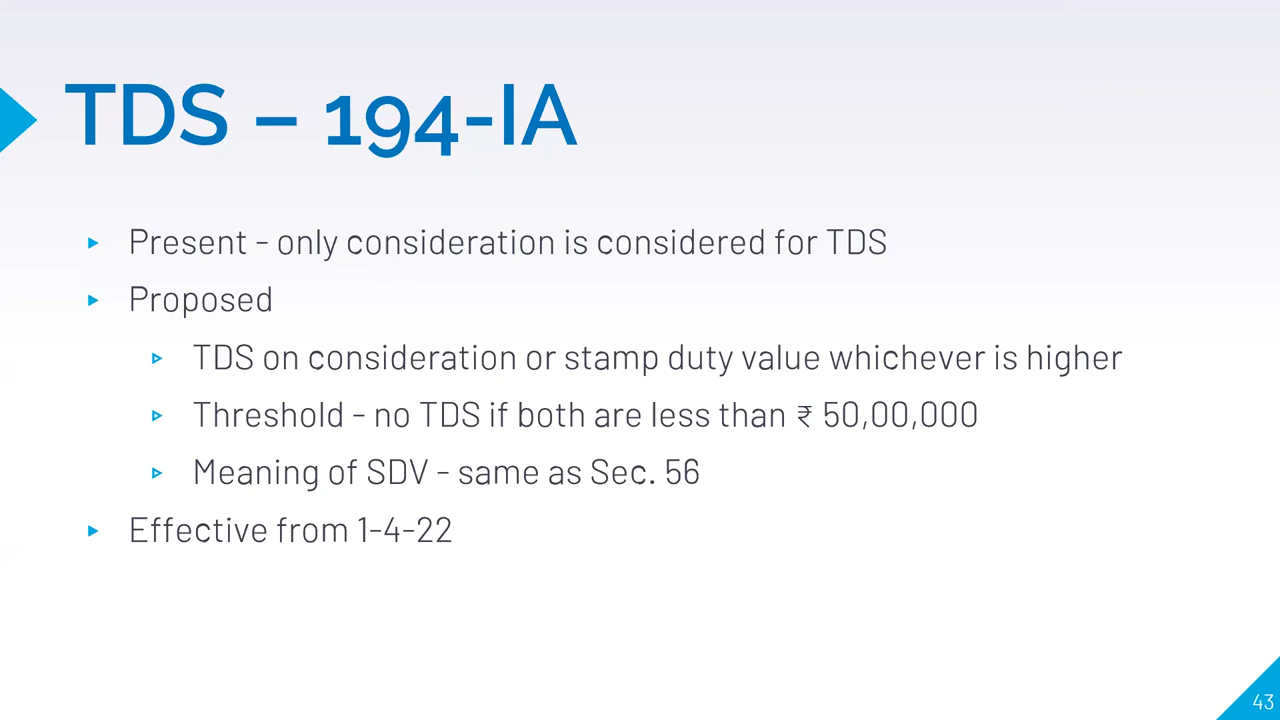 TDS – 194-IA
Present - only consideration is considered for TDS
Proposed
TDS on consideration or stamp duty value whichever is higher
Threshold - no TDS if both are less than ₹ 50,00,000
Meaning of SDV - same as Sec. 56
Effective from 1-4-22
43